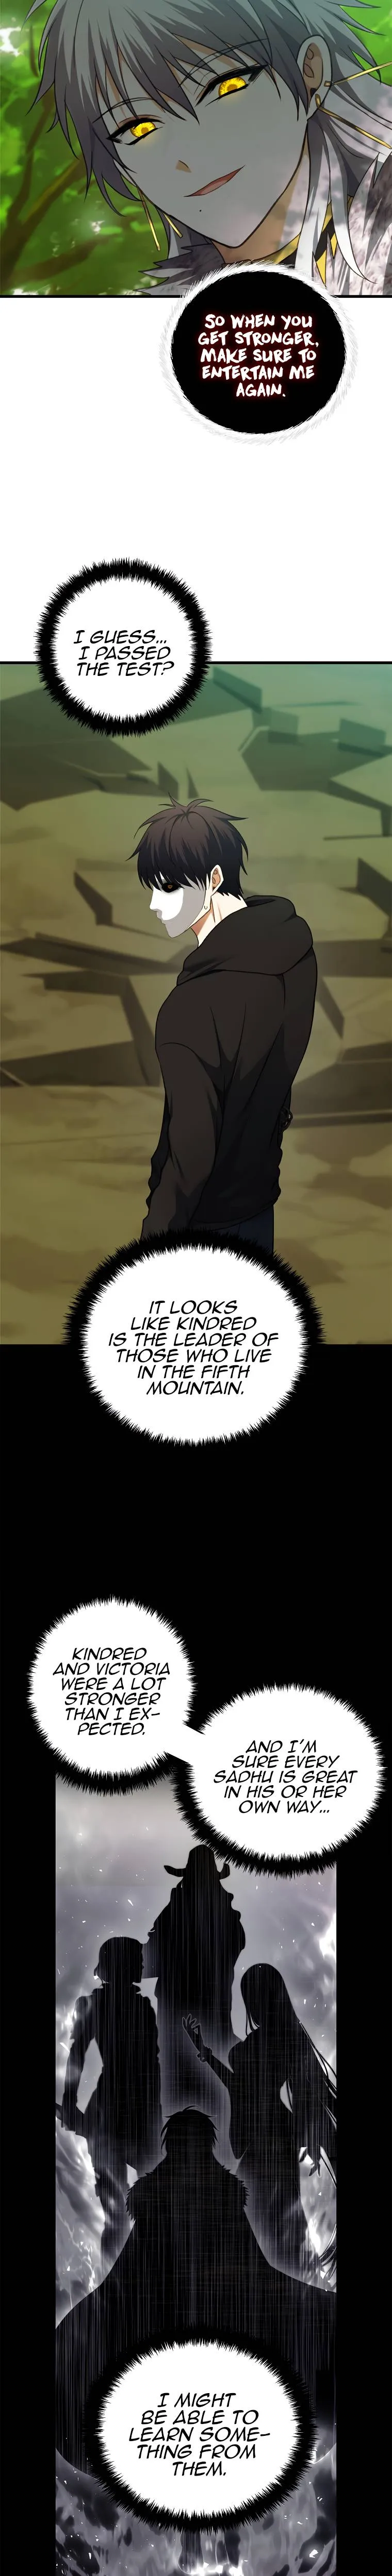 SO WHEN YOU
GET STRONGER,
MAKE SURE TO
ENTERTAIN ME
AGAIN.
I GUESS...
I PASSED
THE TEST?
IT LOOKS
LIKE KINDRED
IS THE LEADER OF
THOSE WHO LIVE
IN THE FIFTH
MOUNTAIN.
KINDRED
AND VICTORIA
WERE A LOT
STRONGER
THAN I EX-
PECTED.
AND I'M
SURE EVERY
SADHU IS GREAT
IN HIS OR HER
OWN WAY...
I MIGHT
BE ABLE TO
LEARN SOME-
THING FROM
THEM.